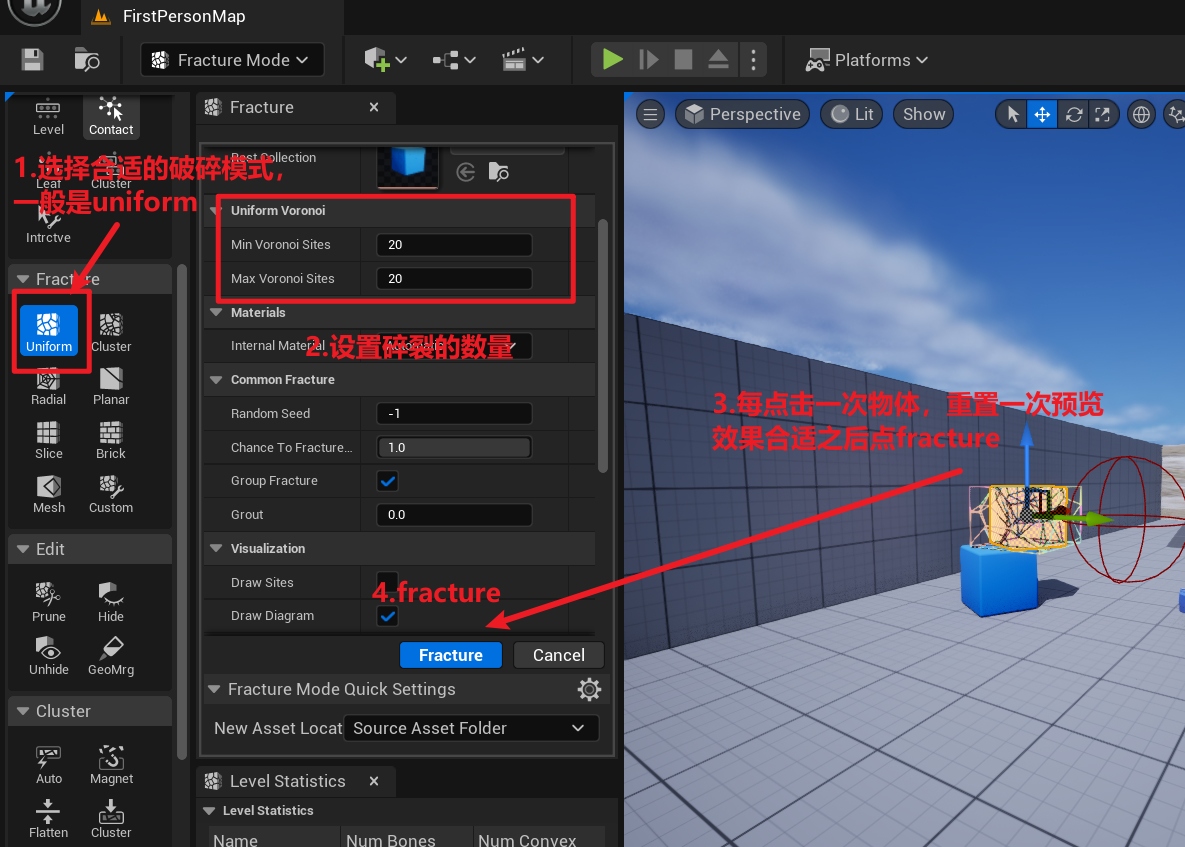 FirstPersonMap
Fracture Mode
Platforms
Level
Contact
Fracture
Perspective
Lit
Show
Rest Collection
Leaf
Cluster
1.选择合适的破碎模式，
一般是uniform
Intrctve
Uniform Voronoi
Min Voronoi Sites
20
Max Voronoi Sites
20
Fracture
Uniform
Cluster
Radial
Planar
Slice
Brick
Mesh
Custom
Materials
Internal Material
Automatic
2.设置碎裂的数量
Common Fracture
Random Seed
-1
Chance To Fracture...
1.0
Group Fracture
Grout
0.0
3.每点击一次物体，重置一次预览
效果合适之后点fracture
Edit
Prune
Hide
Unhide
GeoMrg
Visualization
Draw Sites
Draw Diagram
4.fracture
Fracture
Cancel
Fracture Mode Quick Settings
New Asset Locat
Source Asset Folder
Cluster
Auto
Magnet
Flatten
Cluster
Level Statistics
Level Statistics
Name
Num Bones
Num Convex